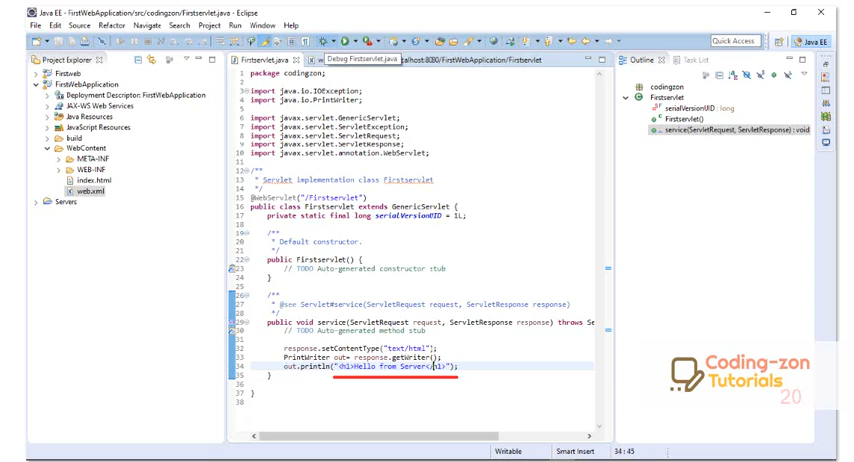 Java EE - FirstWebApplication/src/codingzon/Firstservlet.java - Eclipse
File Edit Source Refactor Navigate Search Project Run Window Help
Quick Access
Java EE
Project Explorer
Firstweb
FirstWebApplication
Deployment Descriptor: FirstWebApplication
JAX-WS Web Services
Java Resources
JavaScript Resources
build
WebContent
META-INF
WEB-INF
index.html
web.xml
Servers
Firstservlet.java
Debug Firstservlet.java
calhost:8080/FirstWebApplication/Firstservlet
1 package codingzon;
2
3 import java.io.IOException;
4 import java.io.PrintWriter;
5
6 import javax.servlet.GenericServlet;
7 import javax.servlet.ServletException;
8 import javax.servlet.ServletRequest;
9 import javax.servlet.ServletResponse;
10 import javax.servlet.annotation.WebServlet;
11
12 /**
13 * Servlet implementation class Firstservlet
14 */
15 @WebServlet("/Firstservlet")
16 public class Firstservlet extends GenericServlet {
17 private static final long serialVersionUID = 1L;
18
19 /**
20 * Default constructor.
21 */
22 public Firstservlet() {
23 // TODO Auto-generated constructor stub
24 }
25
26 /**
27 * @see Servlet#service(ServletRequest request, ServletResponse response)
28 */
29 public void service(ServletRequest request, ServletResponse response) throws Se
30 // TODO Auto-generated method stub
31
32 response.setContentType("text/html");
33 PrintWriter out= response.getWriter();
34 out.println("<h1>Hello from Server</h1>");
35 }
36
37 }
38
Outline
Task List
codingzon
Firstservlet
serialVersionUID : long
Firstservlet()
service(ServletRequest, ServletResponse) : void
Coding-zon
Tutorials
20
Writable Smart Insert 34 : 45